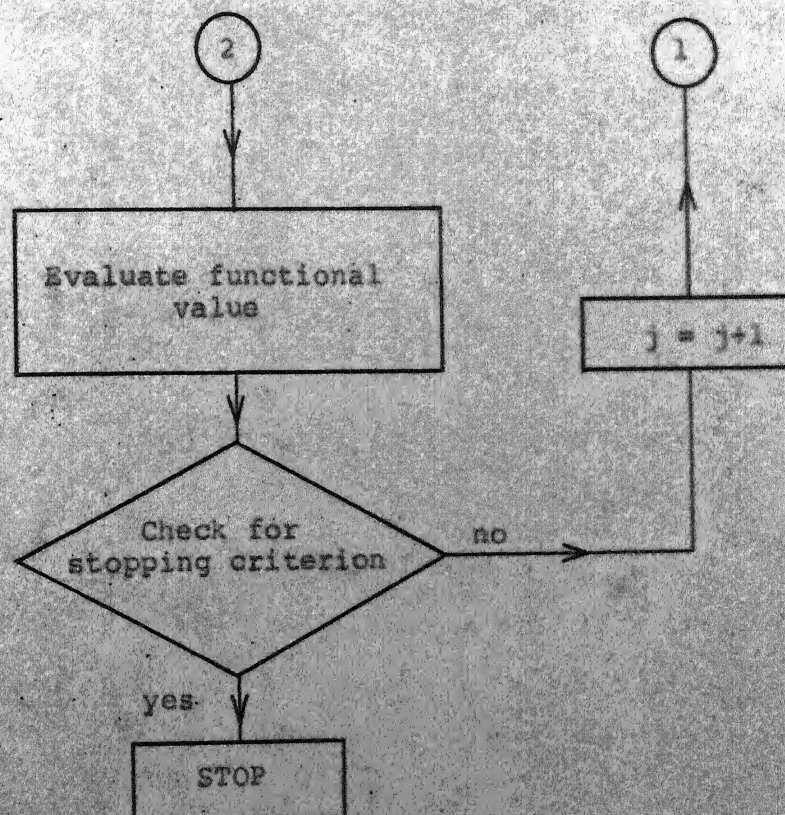 2
1
Evaluate functional
value
j = j+1
Check for
stopping criterion
no
yes
STOP